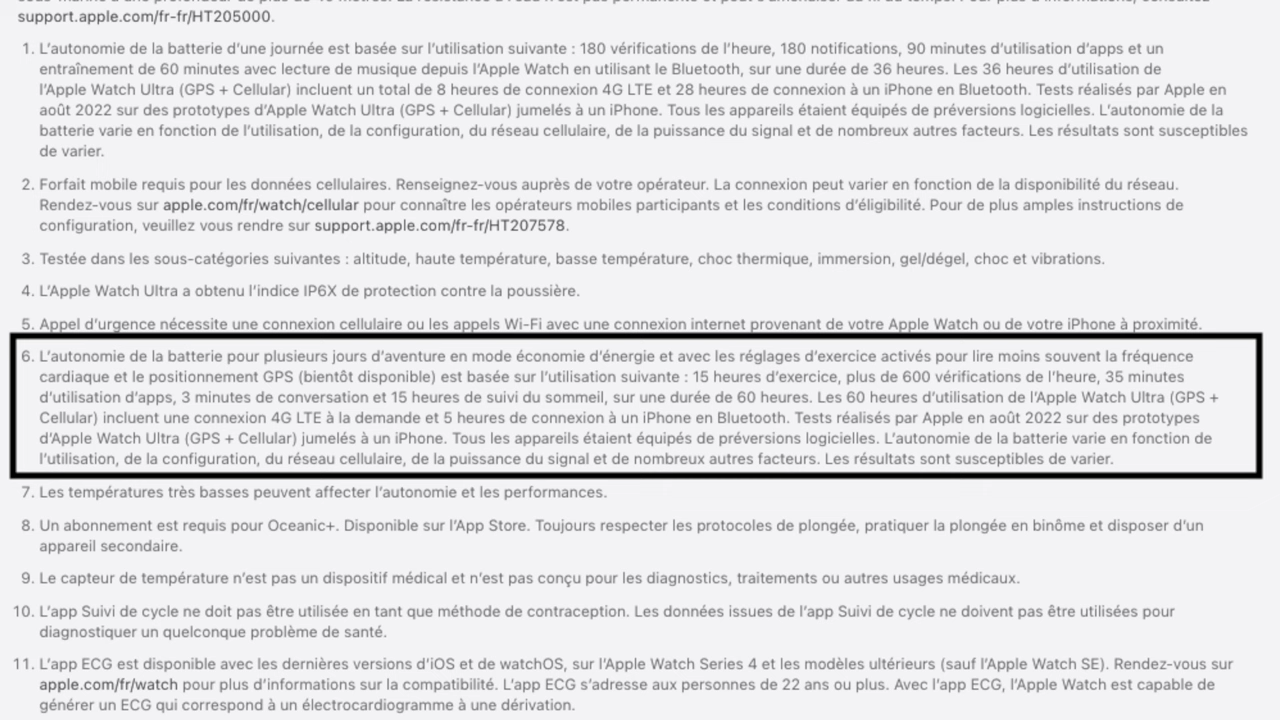 support.apple.com/fr-fr/HT205000.
1. L'autonomie de la batterie d'une journée est basée sur l'utilisation suivante : 180 vérifications de l'heure, 180 notifications, 90 minutes d'utilisation d'apps et un
entraînement de 60 minutes avec lecture de musique depuis l'Apple Watch en utilisant le Bluetooth, sur une durée de 36 heures. Les 36 heures d'utilisation de
l'Apple Watch Ultra (GPS + Cellular) incluent un total de 8 heures de connexion 4G LTE et 28 heures de connexion à un iPhone en Bluetooth. Tests réalisés par Apple en
août 2022 sur des prototypes d'Apple Watch Ultra (GPS + Cellular) jumelés à un iPhone. Tous les appareils étaient équipés de préversions logicielles. L'autonomie de la
batterie varie en fonction de l'utilisation, de la configuration, du réseau cellulaire, de la puissance du signal et de nombreux autres facteurs. Les résultats sont susceptibles
de varier.
2. Forfait mobile requis pour les données cellulaires. Renseignez-vous auprès de votre opérateur. La connexion peut varier en fonction de la disponibilité du réseau.
Rendez-vous sur apple.com/fr/watch/cellular pour connaître les opérateurs mobiles participants et les conditions d'éligibilité. Pour de plus amples instructions de
configuration, veuillez vous rendre sur support.apple.com/fr-fr/HT207578.
3. Testée dans les sous-catégories suivantes : altitude, haute température, basse température, choc thermique, immersion, gel/dégel, choc et vibrations.
4. L'Apple Watch Ultra a obtenu l'indice IP6X de protection contre la poussière.
5. Appel d'urgence nécessite une connexion cellulaire ou les appels Wi-Fi avec une connexion internet provenant de votre Apple Watch ou de votre iPhone à proximité.
6. L'autonomie de la batterie pour plusieurs jours d'aventure en mode économie d'énergie et avec les réglages d'exercice activés pour lire moins souvent la fréquence
cardiaque et le positionnement GPS (bientôt disponible) est basée sur l'utilisation suivante : 15 heures d'exercice, plus de 600 vérifications de l'heure, 35 minutes
d'utilisation d'apps, 3 minutes de conversation et 15 heures de suivi du sommeil, sur une durée de 60 heures. Les 60 heures d'utilisation de l'Apple Watch Ultra (GPS +
Cellular) incluent une connexion 4G LTE à la demande et 5 heures de connexion à un iPhone en Bluetooth. Tests réalisés par Apple en août 2022 sur des prototypes
d'Apple Watch Ultra (GPS + Cellular) jumelés à un iPhone. Tous les appareils étaient équipés de préversions logicielles. L'autonomie de la batterie varie en fonction de
l'utilisation, de la configuration, du réseau cellulaire, de la puissance du signal et de nombreux autres facteurs. Les résultats sont susceptibles de varier.
7. Les températures très basses peuvent affecter l'autonomie et les performances.
8. Un abonnement est requis pour Oceanic+. Disponible sur l'App Store. Toujours respecter les protocoles de plongée, pratiquer la plongée en binôme et disposer d'un
appareil secondaire.
9. Le capteur de température n'est pas un dispositif médical et n'est pas conçu pour les diagnostics, traitements ou autres usages médicaux.
10. L'app Suivi de cycle ne doit pas être utilisée en tant que méthode de contraception. Les données issues de l'app Suivi de cycle ne doivent pas être utilisées pour
diagnostiquer un quelconque problème de santé.
11. L'app ECG est disponible avec les dernières versions d'iOS et de watchOS, sur l'Apple Watch Series 4 et les modèles ultérieurs (sauf l'Apple Watch SE). Rendez-vous sur
apple.com/fr/watch pour plus d'informations sur la compatibilité. L'app ECG s'adresse aux personnes de 22 ans ou plus. Avec l'app ECG, l'Apple Watch est capable de
générer un ECG qui correspond à un électrocardiogramme à une dérivation.